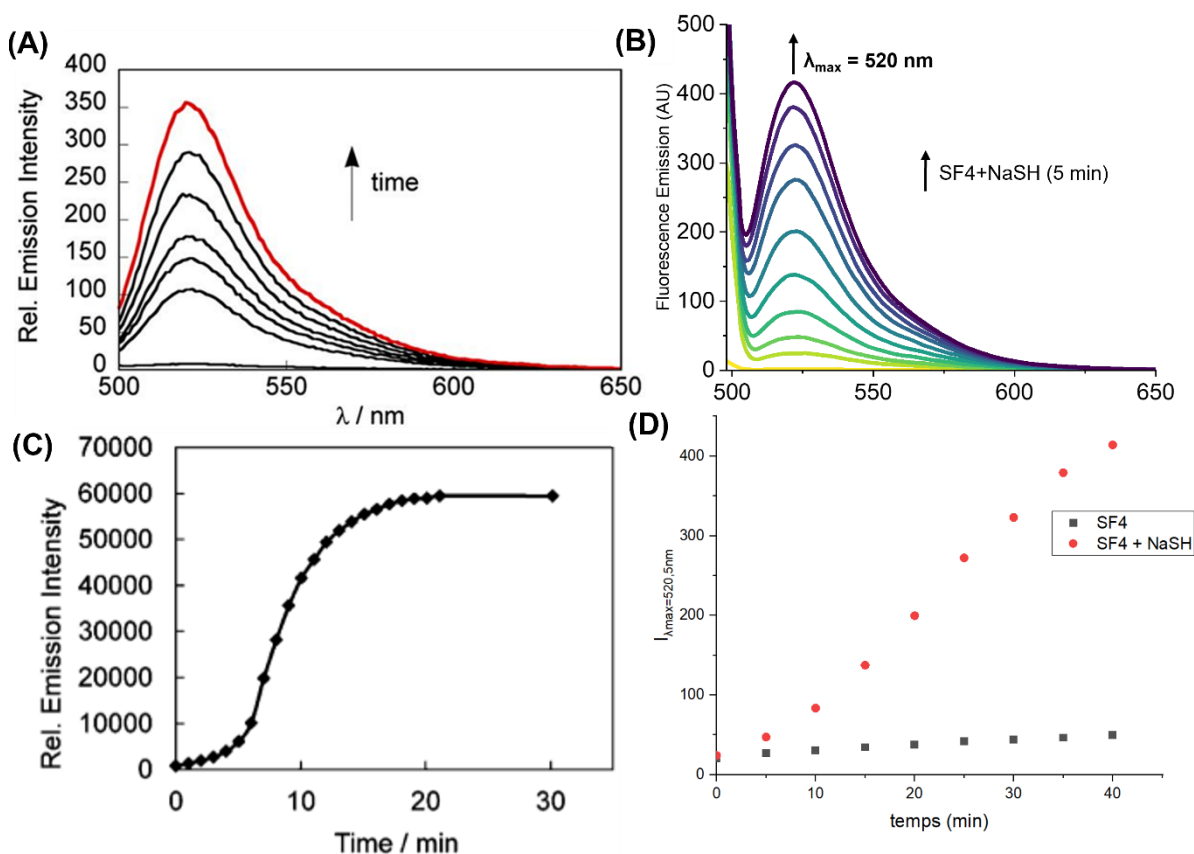 (A)
400
350
300
250
200
150
100
50
0
Rel. Emission Intensity
time
500
550
600
650
λ / nm
(B)
500
400
300
200
100
0
Fluorescence Emission (AU)
λmax = 520 nm
SF4+NaSH (5 min)
500
550
600
650
(C)
70000
60000
50000
40000
30000
20000
10000
0
Rel. Emission Intensity
0
10
20
30
Time / min
(D)
400
300
200
100
0
Iλmax=520,5nm
SF4
SF4 + NaSH
0
10
20
30
40
temps (min)